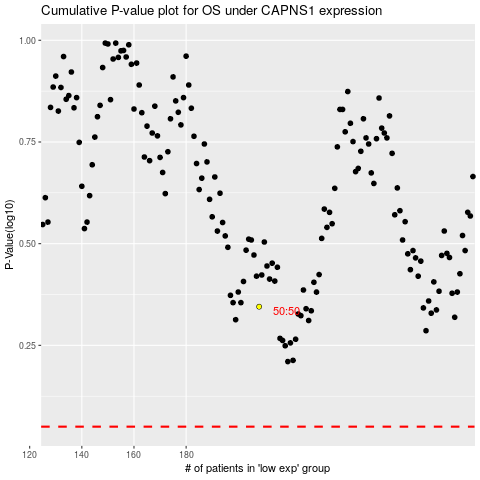 Cumulative P-value plot for OS under CAPNS1 expression
P-Value(log10)
1.00
0.75
0.50
0.25
50:50
120 124 140 160 180
# of patients in 'low exp' group